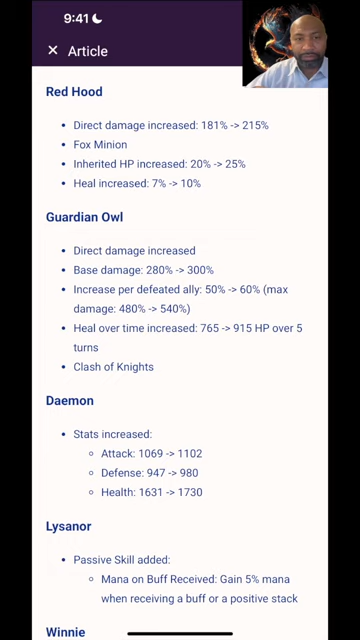 9:41
× Article
Red Hood
• Direct damage increased: 181% -> 215%
• Fox Minion
• Inherited HP increased: 20% -> 25%
• Heal increased: 7% -> 10%
Guardian Owl
• Direct damage increased
• Base damage: 280% -> 300%
• Increase per defeated ally: 50% -> 60% (max
damage: 480% -> 540%)
• Heal over time increased: 765 -> 915 HP over 5
turns
• Clash of Knights
Daemon
• Stats increased:
○ Attack: 1069 -> 1102
○ Defense: 947 -> 980
○ Health: 1631 -> 1730
Lysanor
• Passive Skill added:
○ Mana on Buff Received: Gain 5% mana
when receiving a buff or a positive stack
Winnie